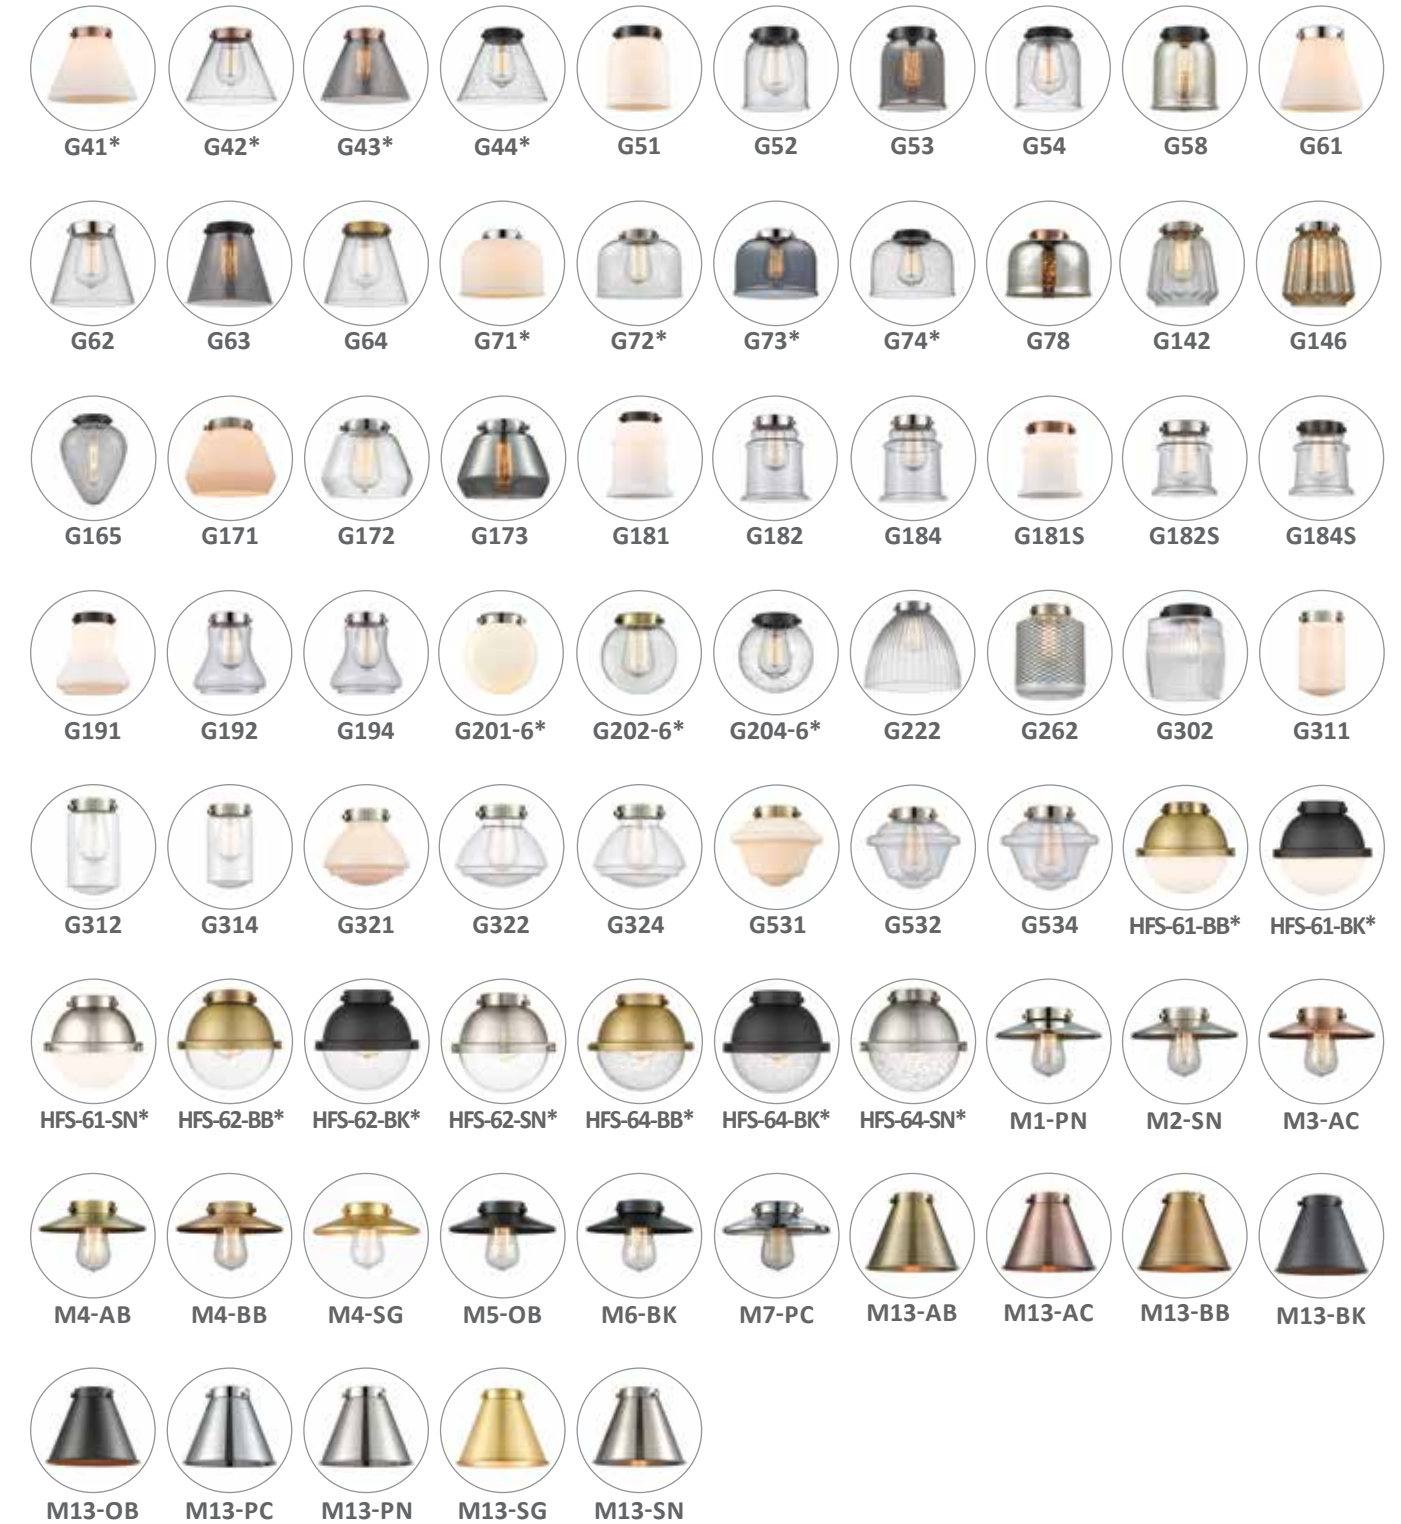 G41* G42* G43* G44* G51 G52 G53 G54 G58 G61
G62 G63 G64 G71* G72* G73* G74* G78 G142 G146
G165 G171 G172 G173 G181 G182 G184 G181S G182S G184S
G191 G192 G194 G201-6* G202-6* G204-6* G222 G262 G302 G311
G312 G314 G321 G322 G324 G531 G532 G534 HFS-61-BB* HFS-61-BK*
HFS-61-SN* HFS-62-BB* HFS-62-BK* HFS-62-SN* HFS-64-BB* HFS-64-BK* HFS-64-SN* M1-PN M2-SN M3-AC
M4-AB M4-BB M4-SG M5-OB M6-BK M7-PC M13-AB M13-AC M13-BB M13-BK
M13-OB M13-PC M13-PN M13-SG M13-SN